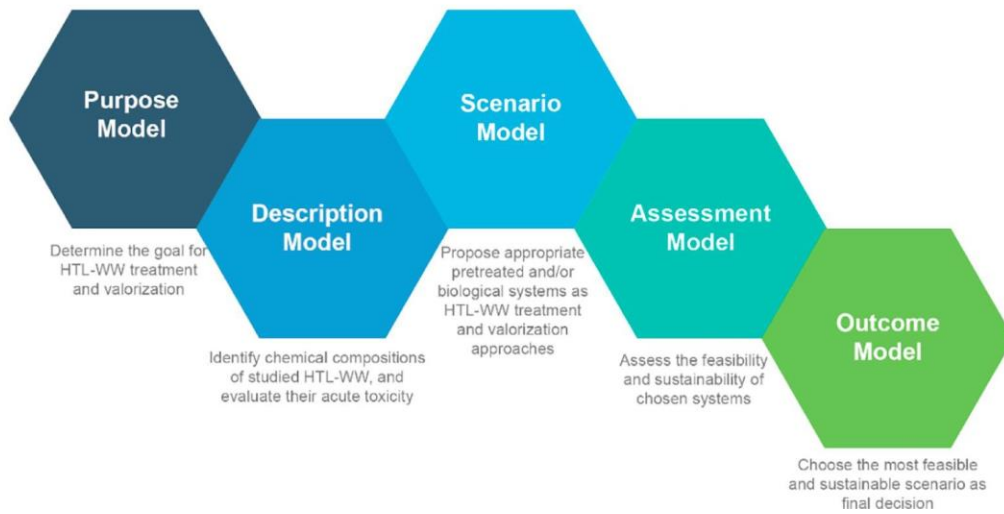 Purpose
Model
Determine the goal for
HTL-WW treatment
and valorization
Description
Model
Identify chemical compositions
of studied HTL-WW, and
evaluate their acute toxicity
Scenario
Model
Propose appropriate
pretreated and/or
biological systems as
HTL-WW treatment
and valorization
approaches
Assessment
Model
Assess the feasibility
and sustainability of
chosen systems
Outcome
Model
Choose the most feasible
and sustainable scenario as
final decision